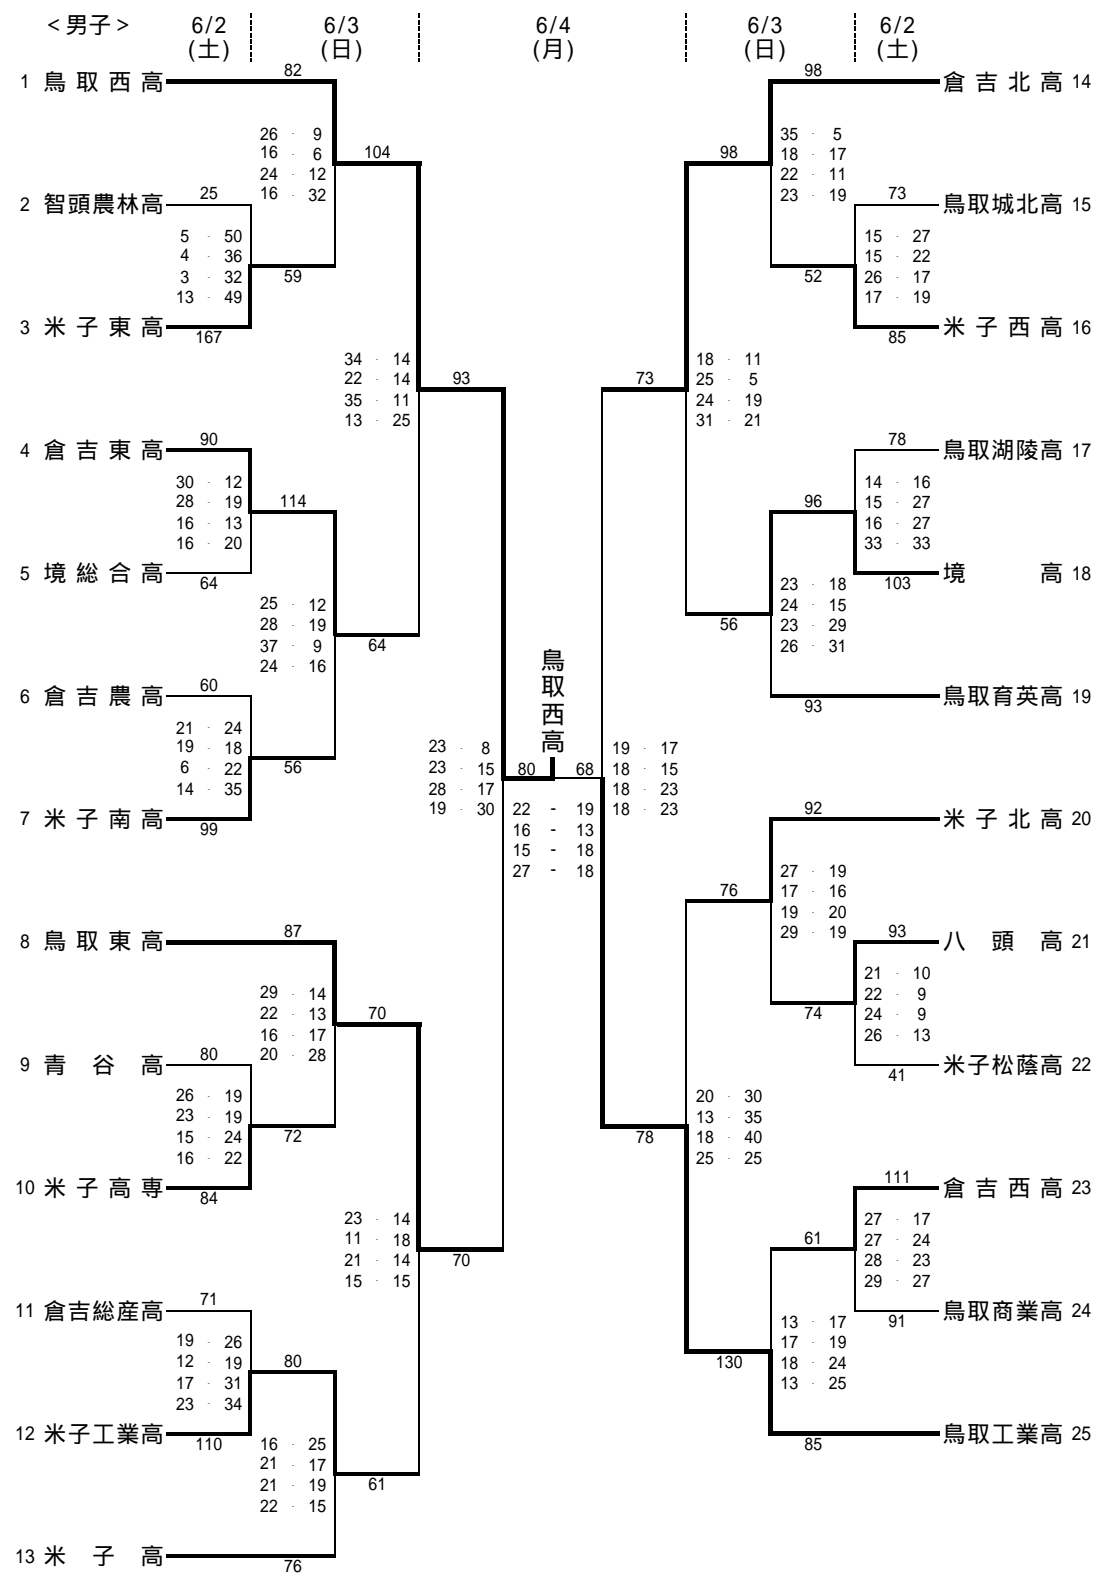 ＜男子＞ 6/2 6/3 6/4 6/3 6/2
(土) (日) (月) (日) (土)
1 鳥取西高 82 98 倉吉北高 14
26 - 9 35 - 5
16 - 6 104 98 18 - 17
24 - 12 22 - 11
16 - 32 23 - 19
2 智頭農林高 25 73 鳥取城北高 15
5 - 50 15 - 27
4 - 36 15 - 22
59 52
3 - 32 26 - 17
13 - 49 17 - 19
3 米子東高 167 85 米子西高 16
34 - 14 18 - 11
22 - 14 93 73 25 - 5
35 - 11 24 - 19
13 - 25 31 - 21
4 倉吉東高 90 78 鳥取湖陵高 17
30 - 12 14 - 16
28 - 19 114 96 15 - 27
16 - 13 16 - 27
16 - 20 33 - 33
5 境総合高 64 103 境高 18
25 - 12 23 - 18
28 - 19 24 - 15
37 - 9 64 56 23 - 29
24 - 16 26 - 31
鳥取西高
6 倉吉農高 60 93 鳥取育英高 19
21 - 24
19 - 18 23 - 8 19 - 17
6 - 22 56 23 - 15 80 68 18 - 15
14 - 35 28 - 17 18 - 23
19 - 30 22 - 19 18 - 23
7 米子南高 99 16 - 13 92 米子北高 20
15 - 18
27 - 18 27 - 19
76 17 - 16
19 - 20
29 - 19
8 鳥取東高 87 93 八頭高 21
29 - 14 21 - 10
22 - 13 70 74 22 - 9
16 - 17 24 - 9
20 - 28 26 - 13
9 青谷高 80 41 米子松蔭高 22
26 - 19 20 - 30
23 - 19 72 78 13 - 35
15 - 24 18 - 40
16 - 22 25 - 25
10 米子高専 84 111 倉吉西高 23
23 - 14 27 - 17
11 - 18 70 61 27 - 24
21 - 14 28 - 23
15 - 15 29 - 27
11 倉吉総産高 71 91 鳥取商業高 24
19 - 26 13 - 17
12 - 19 80 130 17 - 19
17 - 31 18 - 24
23 - 34 13 - 25
12 米子工業高 110 85 鳥取工業高 25
16 - 25
21 - 17 61
21 - 19
22 - 15
13 米子高 76